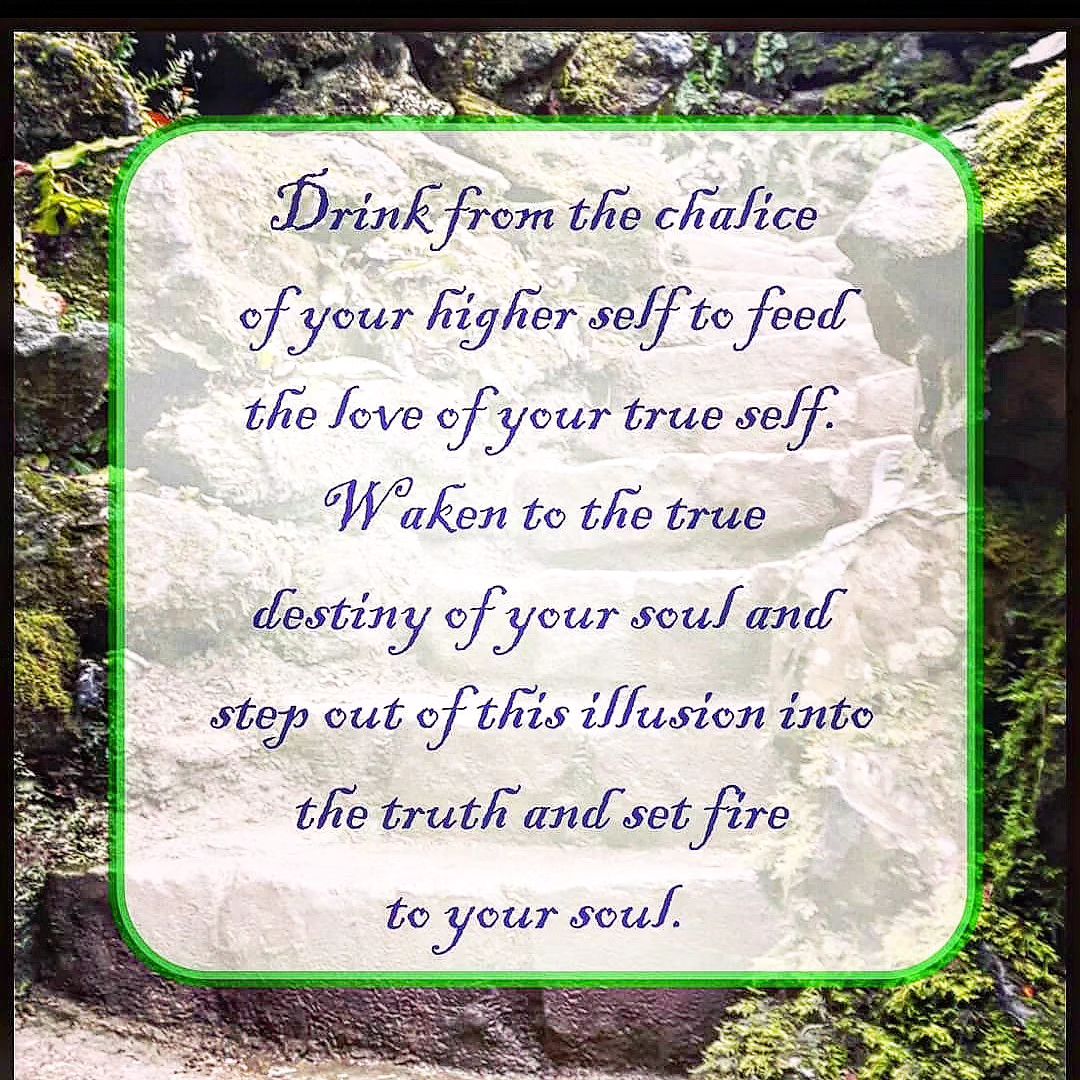 Drink from the chalice
of your higher self to feed
the love of your true self.
Waken to the true
destiny of your soul and
step out of this illusion into
the truth and set fire
to your soul.